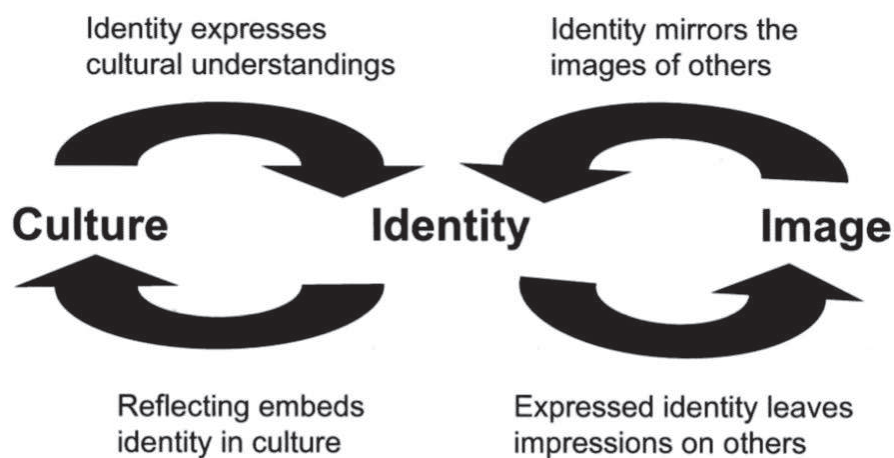 Identity expresses
cultural understandings
Identity mirrors the
images of others
Culture
Identity
Image
Reflecting embeds
identity in culture
Expressed identity leaves
impressions on others